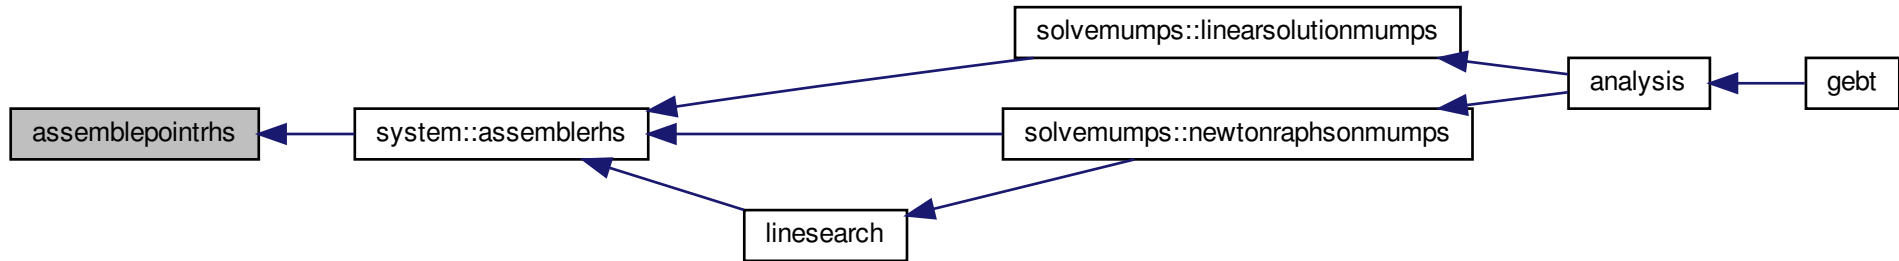 solvemumps::linearsolutionmumps
analysis
gebt
assemblepointrhs
system::assemblerhs
solvemumps::newtonraphsonmumps
linesearch